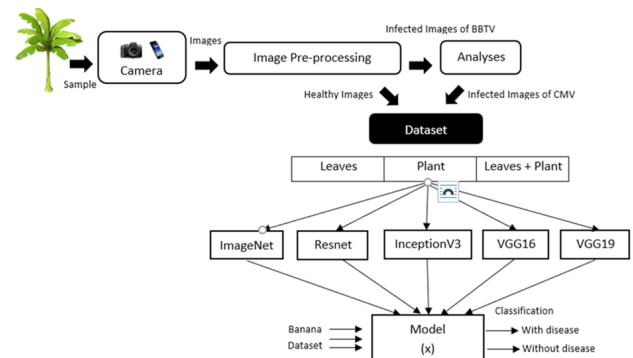 Infected Images of BBTV
Images
Camera
Image Pre-processing
Analyses
Sample
Healthy Images
Infected Images of CMV
Dataset
Leaves
Plant
Leaves + Plant
ImageNet
Resnet
InceptionV3
VGG16
VGG19
Classification
Banana
Dataset
Model
(x)
With disease
Without disease